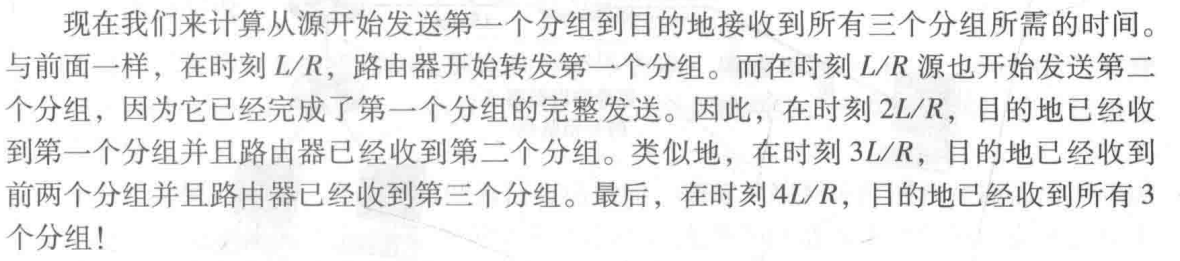 现在我们来计算从源开始发送第一个分组到目的地接收到所有三个分组所需的时间。
与前面一样，在时刻 L/R，路由器开始转发第一个分组。而在时刻 L/R 源也开始发送第二
个分组，因为它已经完成了第一个分组的完整发送。因此，在时刻 2L/R，目的地已经收
到第一个分组并且路由器已经收到第二个分组。类似地，在时刻 3L/R，目的地已经收到
前两个分组并且路由器已经收到第三个分组。最后，在时刻 4L/R，目的地已经收到所有 3
个分组！